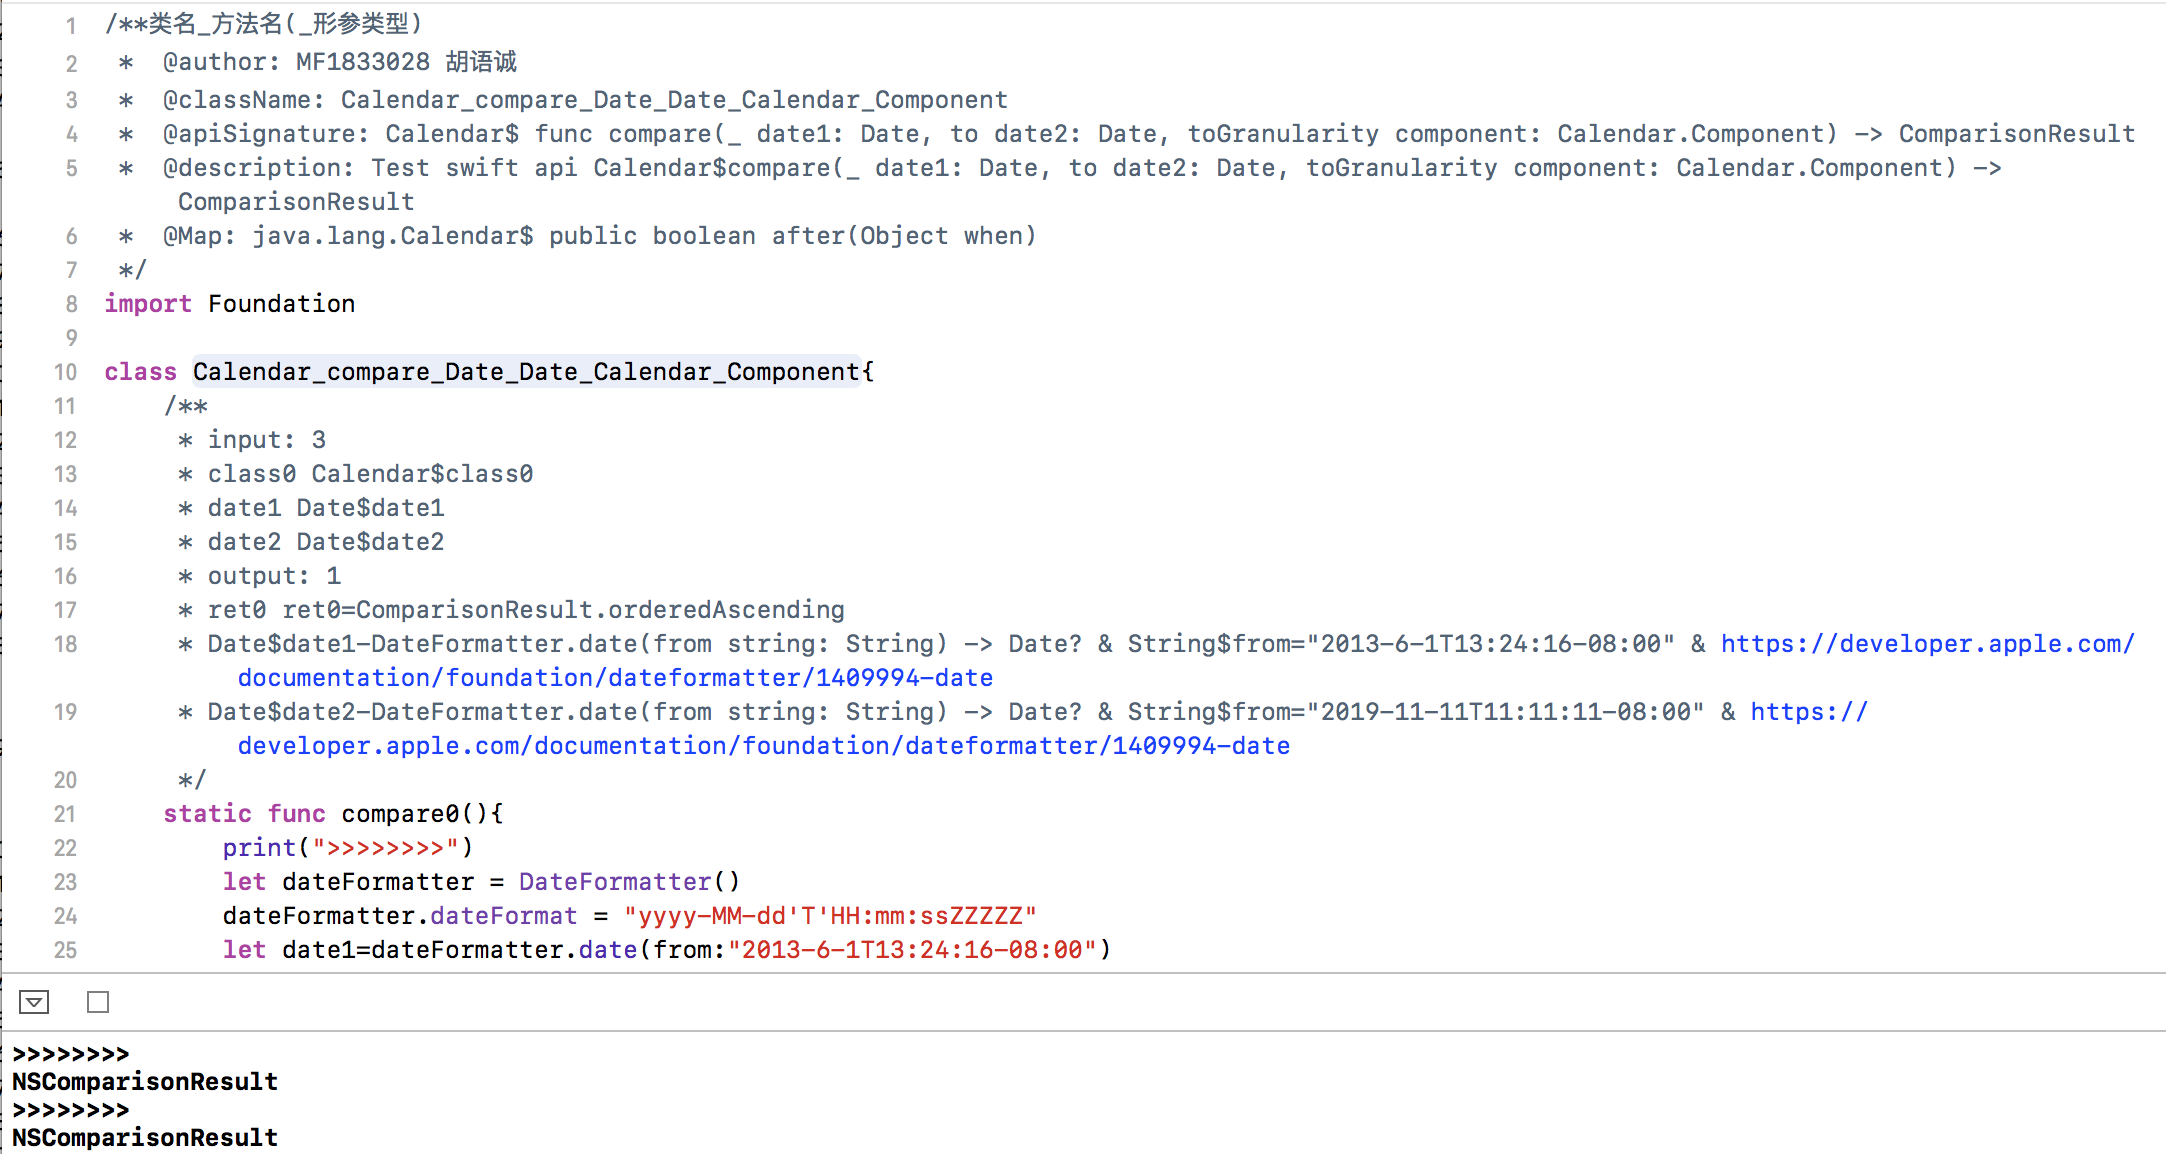 1 /**类名_方法名(_形参类型)
2 * @author: MF1833028 胡语诚
3 * @className: Calendar_compare_Date_Date_Calendar_Component
4 * @apiSignature: Calendar$ func compare(_ date1: Date, to date2: Date, toGranularity component: Calendar.Component) -> ComparisonResult
5 * @description: Test swift api Calendar$compare(_ date1: Date, to date2: Date, toGranularity component: Calendar.Component) ->
ComparisonResult
6 * @Map: java.lang.Calendar$ public boolean after(Object when)
7 */
8 import Foundation
9
10 class Calendar_compare_Date_Date_Calendar_Component{
11 /**
12 * input: 3
13 * class0 Calendar$class0
14 * date1 Date$date1
15 * date2 Date$date2
16 * output: 1
17 * ret0 ret0=ComparisonResult.orderedAscending
18 * Date$date1-DateFormatter.date(from string: String) -> Date? & String$from="2013-6-1T13:24:16-08:00" & https://developer.apple.com/
documentation/foundation/dateformatter/1409994-date
19 * Date$date2-DateFormatter.date(from string: String) -> Date? & String$from="2019-11-11T11:11:11-08:00" & https://
developer.apple.com/documentation/foundation/dateformatter/1409994-date
20 */
21 static func compare0(){
22 print(">>>>>>>>")
23 let dateFormatter = DateFormatter()
24 dateFormatter.dateFormat = "yyyy-MM-dd'T'HH:mm:ssZZZZZ"
25 let date1=dateFormatter.date(from:"2013-6-1T13:24:16-08:00")
>>>>>>>>
NSComparisonResult
>>>>>>>>
NSComparisonResult